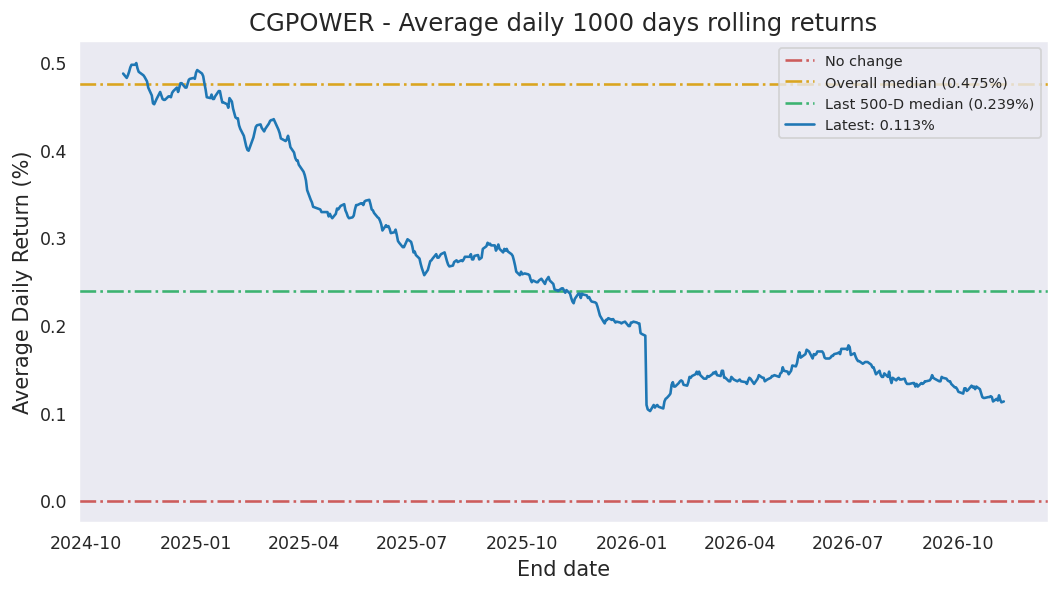 CGPOWER - Average daily 1000 days rolling returns
No change
Overall median (0.475%)
Last 500-D median (0.239%)
Latest: 0.113%
Average Daily Return (%)
0.5
0.4
0.3
0.2
0.1
0.0
2024-10 2025-01 2025-04 2025-07 2025-10 2026-01 2026-04 2026-07 2026-10
End date